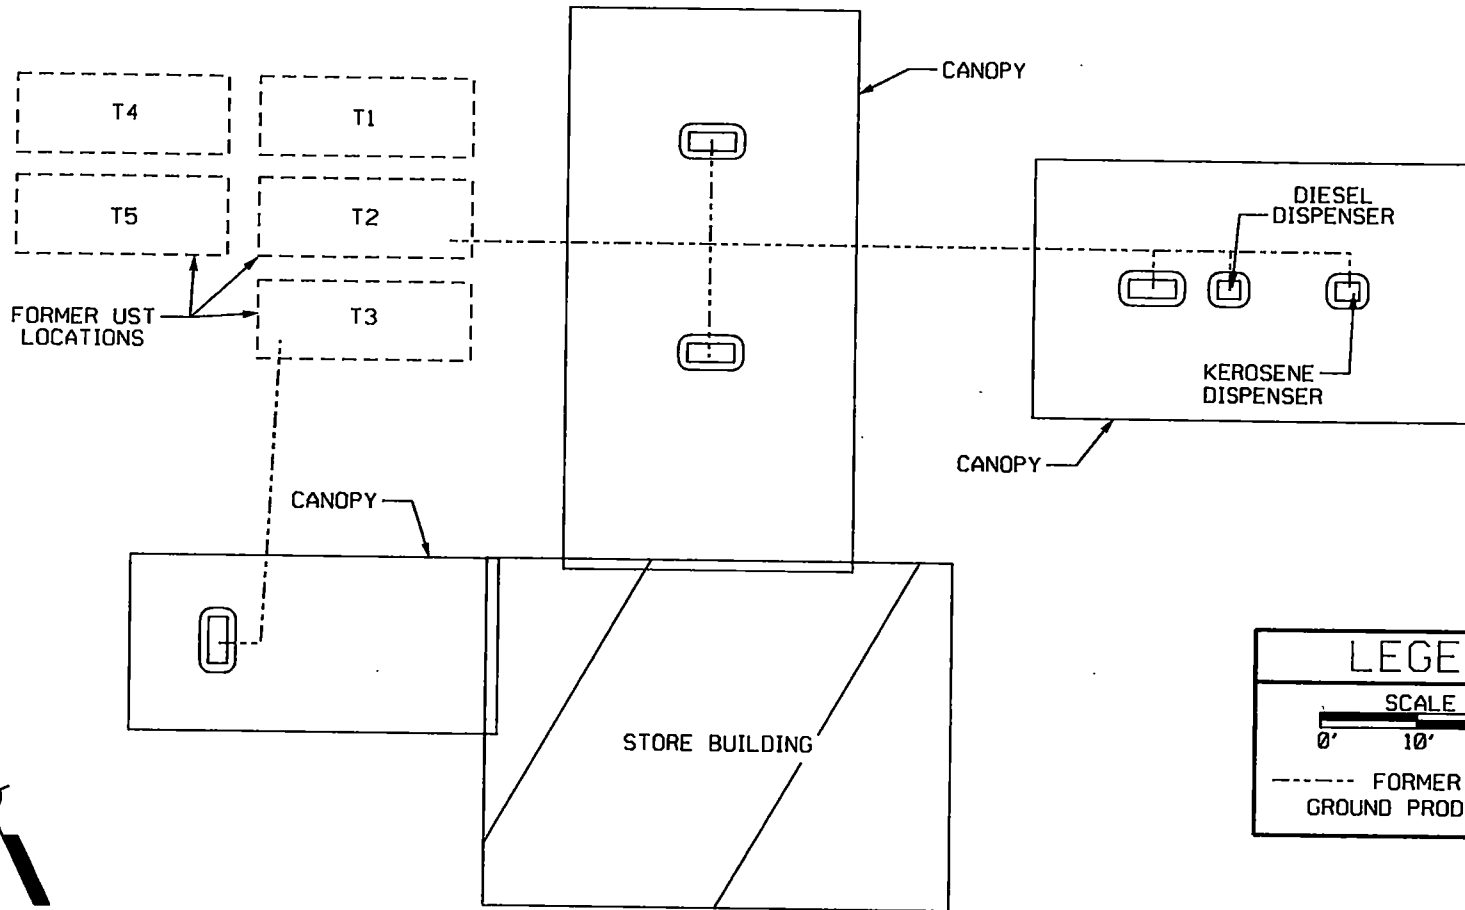 CANOPY
T4
T1
DIESEL
DISPENSER
T5
T2
FORMER UST
LOCATIONS
T3
KEROSENE
DISPENSER
CANOPY
CANOPY
STORE BUILDING
LEGE
SCALE
0' 10'
FORMER
GROUND PROD